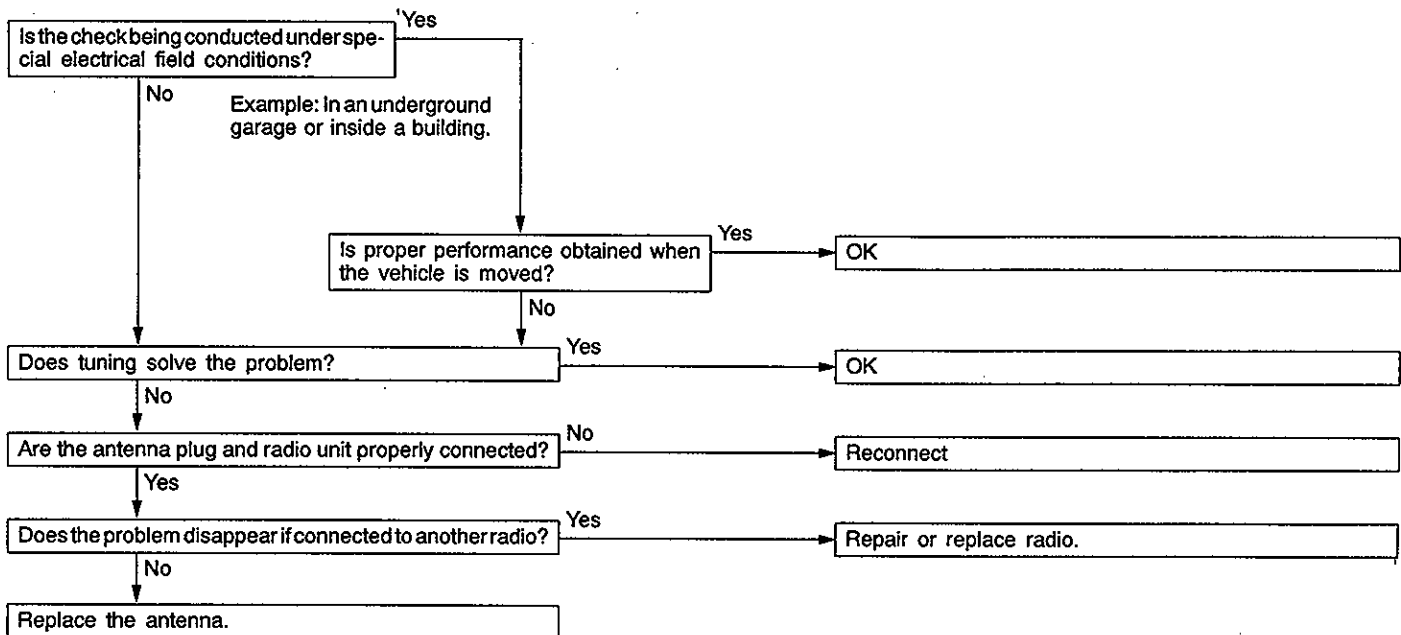 Yes
Is the check being conducted under spe-
cial electrical field conditions?
No
Example: In an underground
garage or inside a building.
Is proper performance obtained when
the vehicle is moved?
Yes
OK
No
Does tuning solve the problem?
Yes
OK
No
Are the antenna plug and radio unit properly connected?
No
Reconnect
Yes
Does the problem disappear if connected to another radio?
Yes
Repair or replace radio.
No
Replace the antenna.